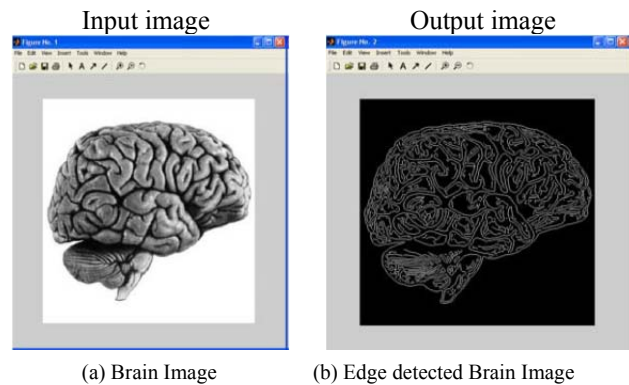 Input image
Output image
Figure No. 1
File Edit View Insert Tools Window Help
Figure No. 2
File Edit View Insert Tools Window Help
(a) Brain Image
(b) Edge detected Brain Image